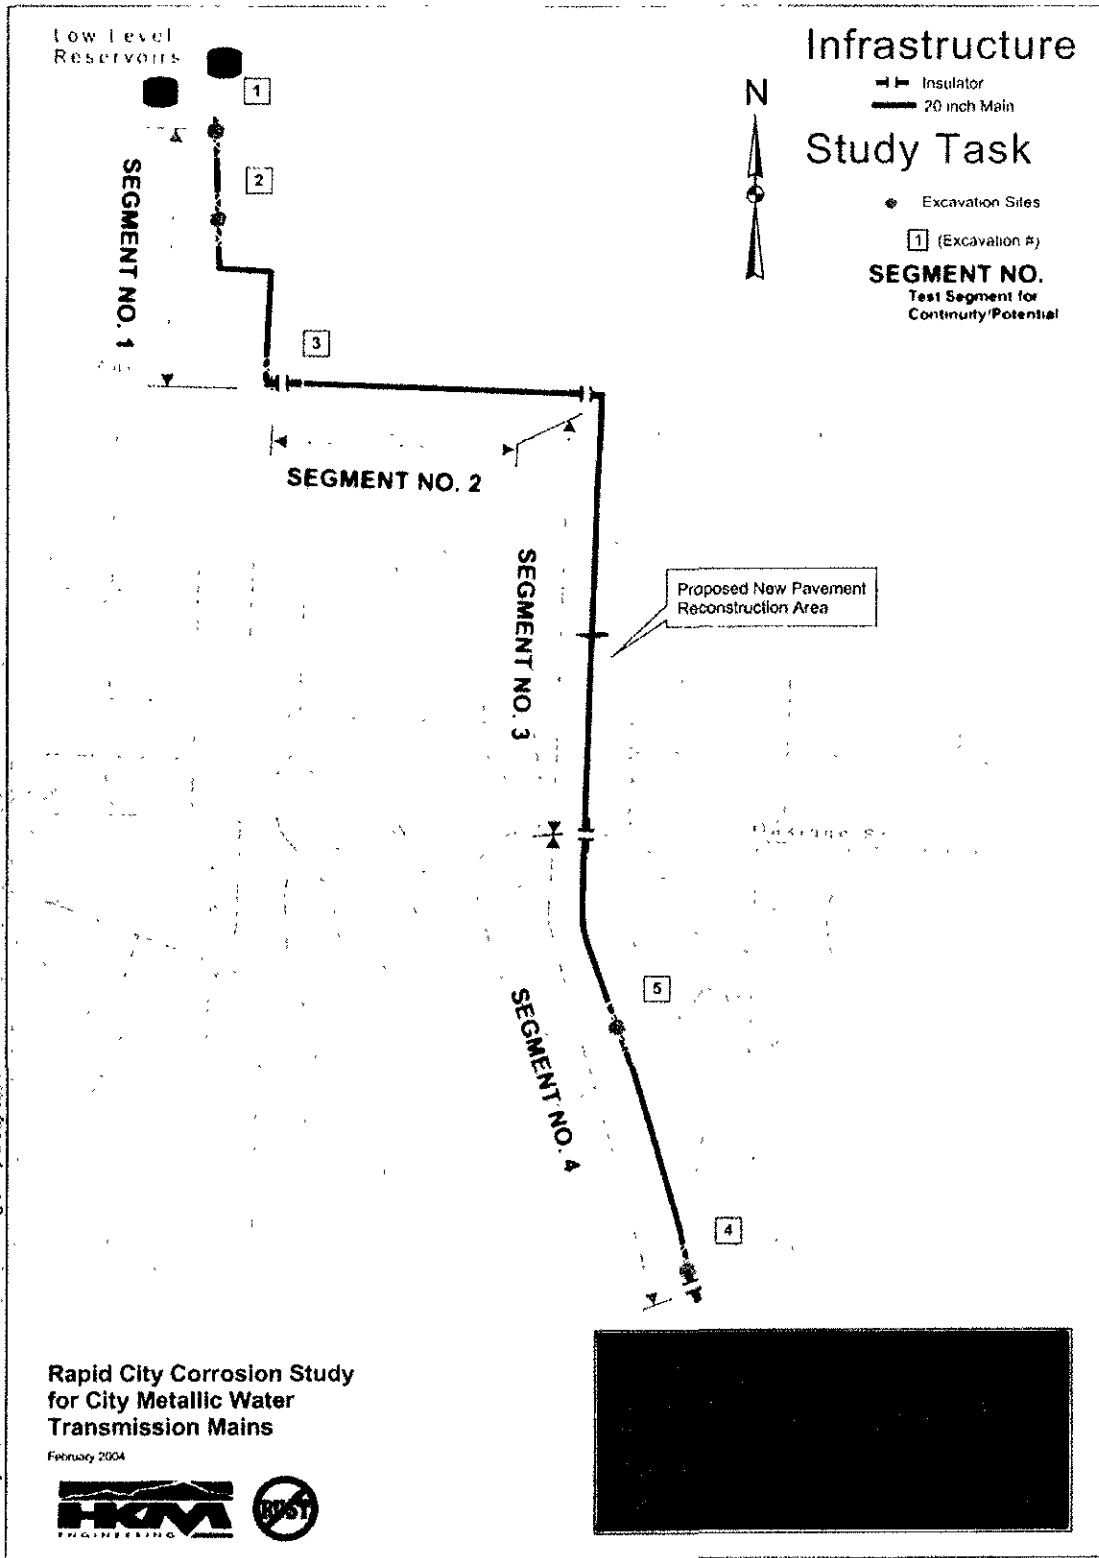 Low Level
Reservoirs
Infrastructure
Insulator
20 inch Main
N
Study Task
Excavation Sites
1 (Excavation #)
SEGMENT NO.
Test Segment for
Continuity/Potential
1
2
SEGMENT NO. 1
3
SEGMENT NO. 2
SEGMENT NO. 3
Proposed New Pavement
Reconstruction Area
5
SEGMENT NO. 4
4
Rapid City Corrosion Study
for City Metallic Water
Transmission Mains
February 2004
HKM
ENGINEERING
RUST